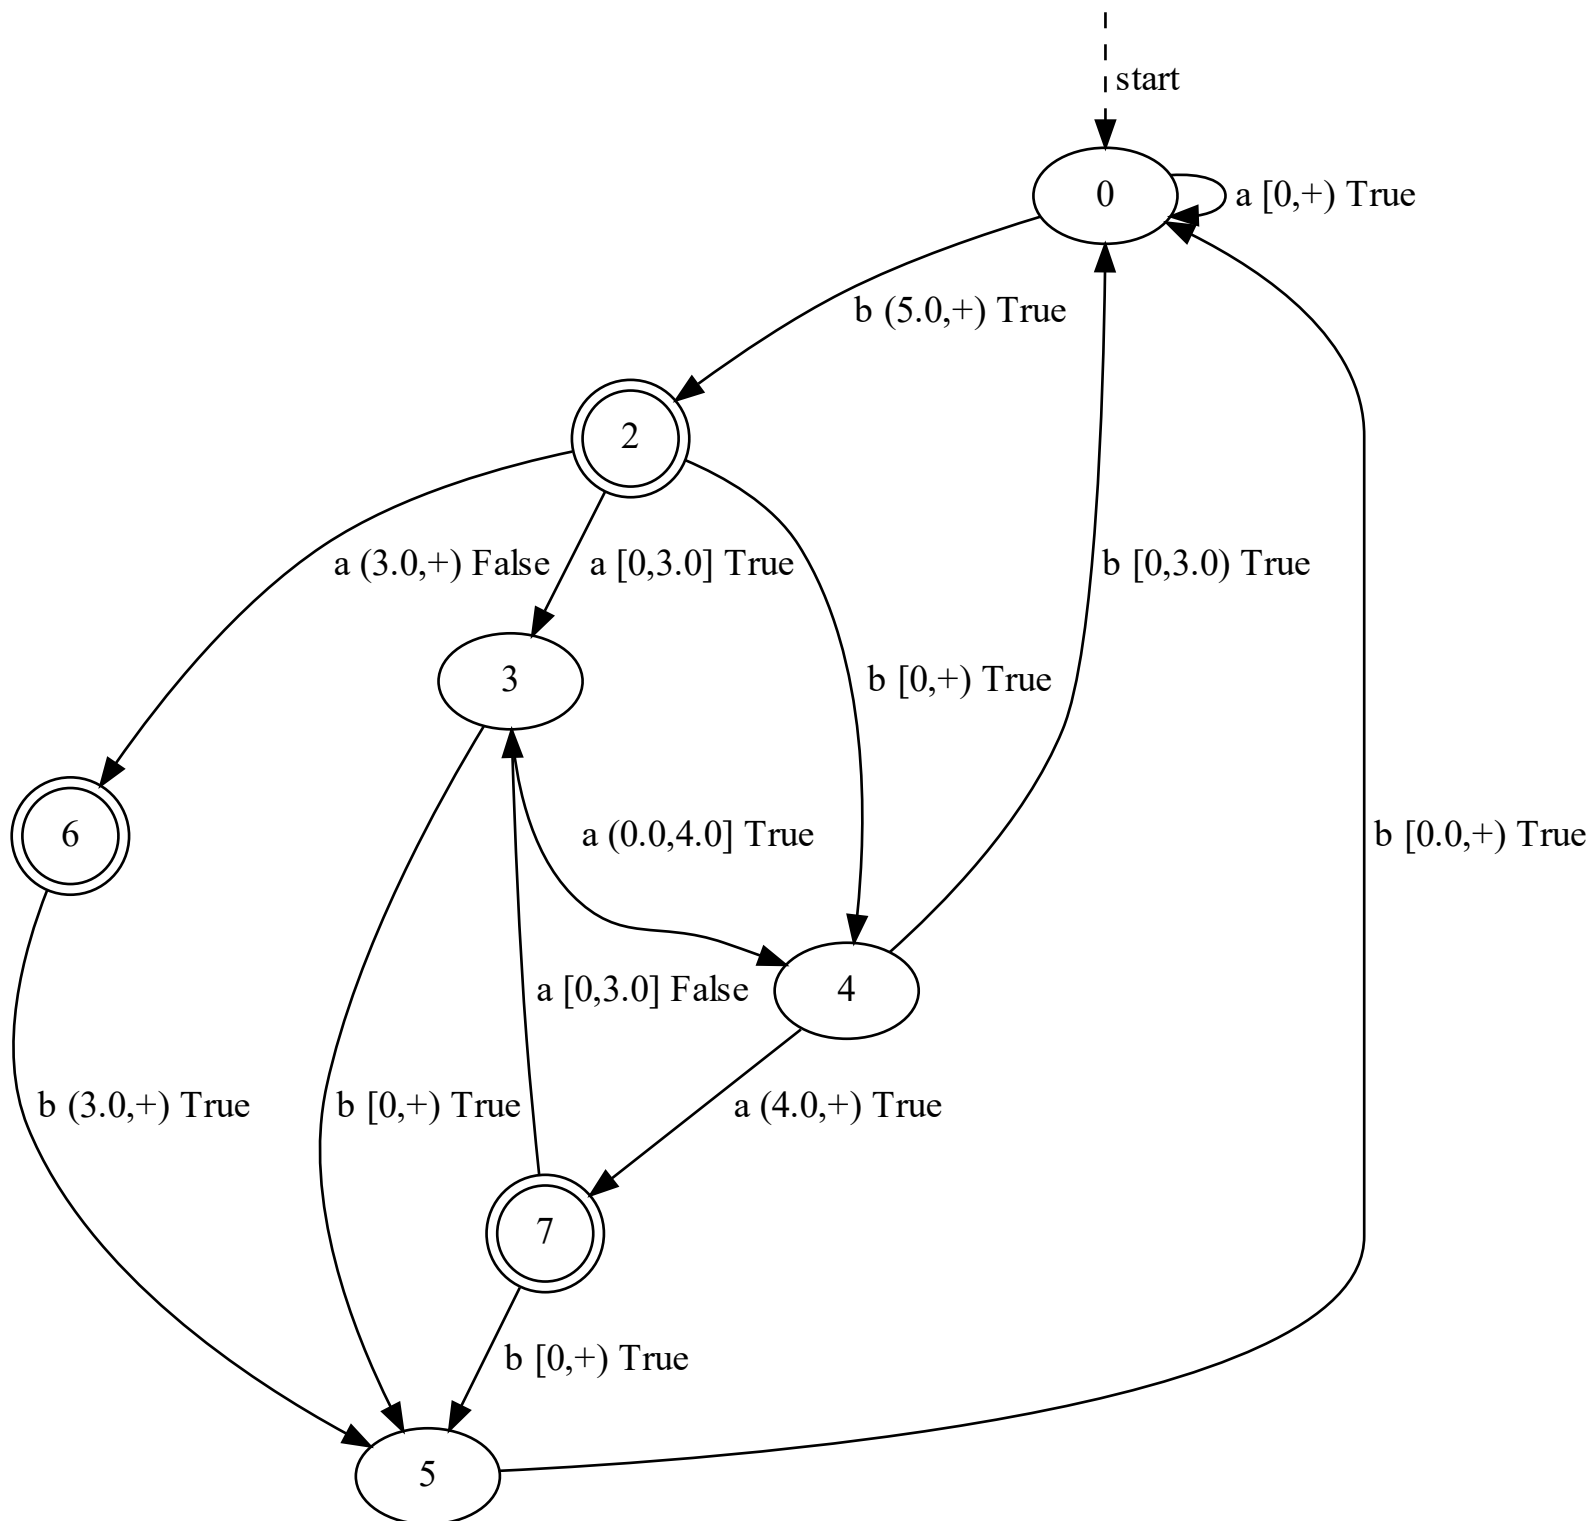 start
0
a [0,+) True
b (5.0,+) True
2
a (3.0,+) False
a [0,3.0] True
b [0,3.0) True
3
b [0,+) True
6
a (0.0,4.0] True
b [0.0,+) True
a [0,3.0] False
4
b (3.0,+) True
b [0,+) True
a (4.0,+) True
7
b [0,+) True
5